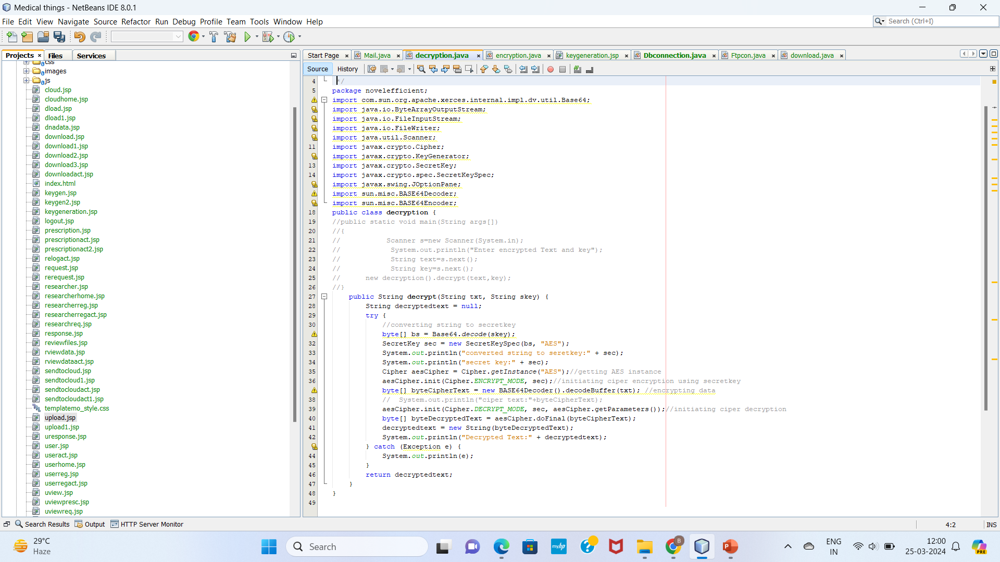 Medical things - NetBeans IDE 8.0.1
File Edit View Navigate Source Refactor Run Debug Profile Team Tools Window Help
Search (Ctrl+I)
Projects Files Services
Start Page Mail.java decryption.java encryption.java keygeneration.jsp Dbconnection.java Ftpcon.java download.java
Source History
css
images
js
cloud.jsp
cloudhome.jsp
dload.jsp
dload1.jsp
dnadata.jsp
download.jsp
download1.jsp
download2.jsp
download3.jsp
downloadact.jsp
index.html
keygen.jsp
keygen2.jsp
keygeneration.jsp
logout.jsp
prescription.jsp
prescriptionact.jsp
prescriptionact2.jsp
relogact.jsp
request.jsp
rerequest.jsp
researcher.jsp
researcherhome.jsp
researcherreg.jsp
researcherregact.jsp
researchreq.jsp
response.jsp
reviewfiles.jsp
rviewdata.jsp
rviewdataact.jsp
sendtocloud.jsp
sendtocloud1.jsp
sendtocloudact.jsp
sendtocloudact1.jsp
templatemo_style.css
upload.jsp
upload1.jsp
uresponse.jsp
user.jsp
useract.jsp
userhome.jsp
userreg.jsp
userregact.jsp
uview.jsp
uviewpresc.jsp
uviewreq.jsp
4 */
5 package novelefficient;
import com.sun.org.apache.xerces.internal.impl.dv.util.Base64;
import java.io.ByteArrayOutputStream;
import java.io.FileInputStream;
import java.io.FileWriter;
import java.util.Scanner;
11 import javax.crypto.Cipher;
import javax.crypto.KeyGenerator;
13 import javax.crypto.SecretKey;
14 import javax.crypto.spec.SecretKeySpec;
import javax.swing.JOptionPane;
import sun.misc.BASE64Decoder;
import sun.misc.BASE64Encoder;
18 public class decryption {
19 //public static void main(String args[])
20 //{
21 // Scanner s=new Scanner(System.in);
22 // System.out.println("Enter encrypted Text and key");
23 // String text=s.next();
24 // String key=s.next();
25 // new decryption().decrypt(text,key);
26 //}
27 public String decrypt(String txt, String skey) {
28 String decryptedtext = null;
29 try {
30 //converting string to secretkey
byte[] bs = Base64.decode(skey);
32 SecretKey sec = new SecretKeySpec(bs, "AES");
33 System.out.println("converted string to seretkey:" + sec);
34 System.out.println("secret key:" + sec);
35 Cipher aesCipher = Cipher.getInstance("AES");//getting AES instance
36 aesCipher.init(Cipher.ENCRYPT_MODE, sec);//initiating ciper encryption using secretkey
byte[] byteCipherText = new BASE64Decoder().decodeBuffer(txt); //encrypting data
38 // System.out.println("ciper text:"+byteCipherText);
39 aesCipher.init(Cipher.DECRYPT_MODE, sec, aesCipher.getParameters());//initiating ciper decryption
40 byte[] byteDecryptedText = aesCipher.doFinal(byteCipherText);
41 decryptedtext = new String(byteDecryptedText);
42 System.out.println("Decrypted Text:" + decryptedtext);
} catch (Exception e) {
44 System.out.println(e);
45 }
46 return decryptedtext;
47 }
48 }
49
Search Results Output HTTP Server Monitor
4:2 INS
29°C
Haze
Search
myhp
B
P
ENG
IN
12:00
25-03-2024
PRE